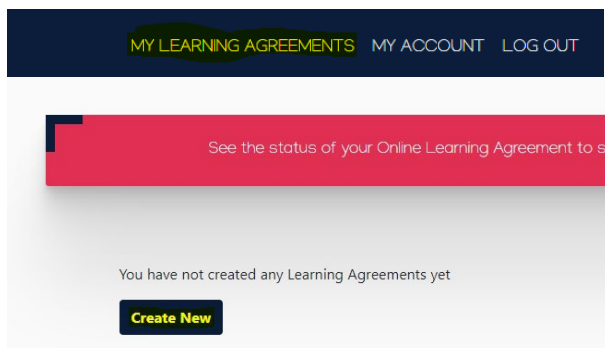 MY LEARNING AGREEMENTS MY ACCOUNT LOG OUT
See the status of your Online Learning Agreement to
You have not created any Learning Agreements yet
Create New